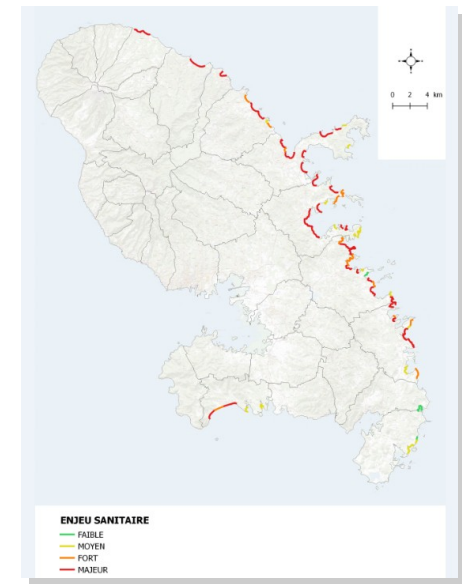 0 2 4 km
ENJEU SANITAIRE
FAIBLE
MOYEN
FORT
MAJEUR